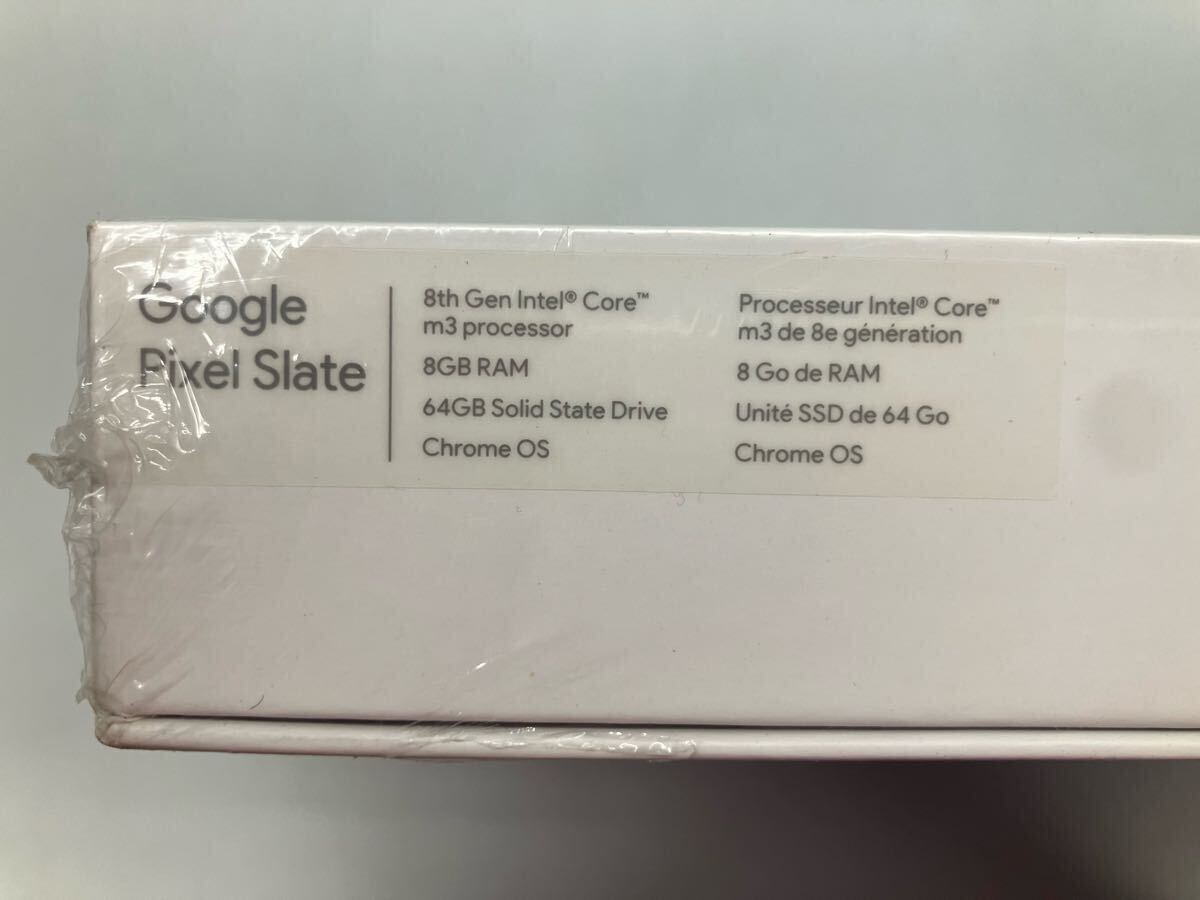 Google
Pixel Slate
8th Gen Intel® Core™
m3 processor
8GB RAM
64GB Solid State Drive
Chrome OS
Processeur Intel® Core™
m3 de 8e génération
8 Go de RAM
Unité SSD de 64 Go
Chrome OS